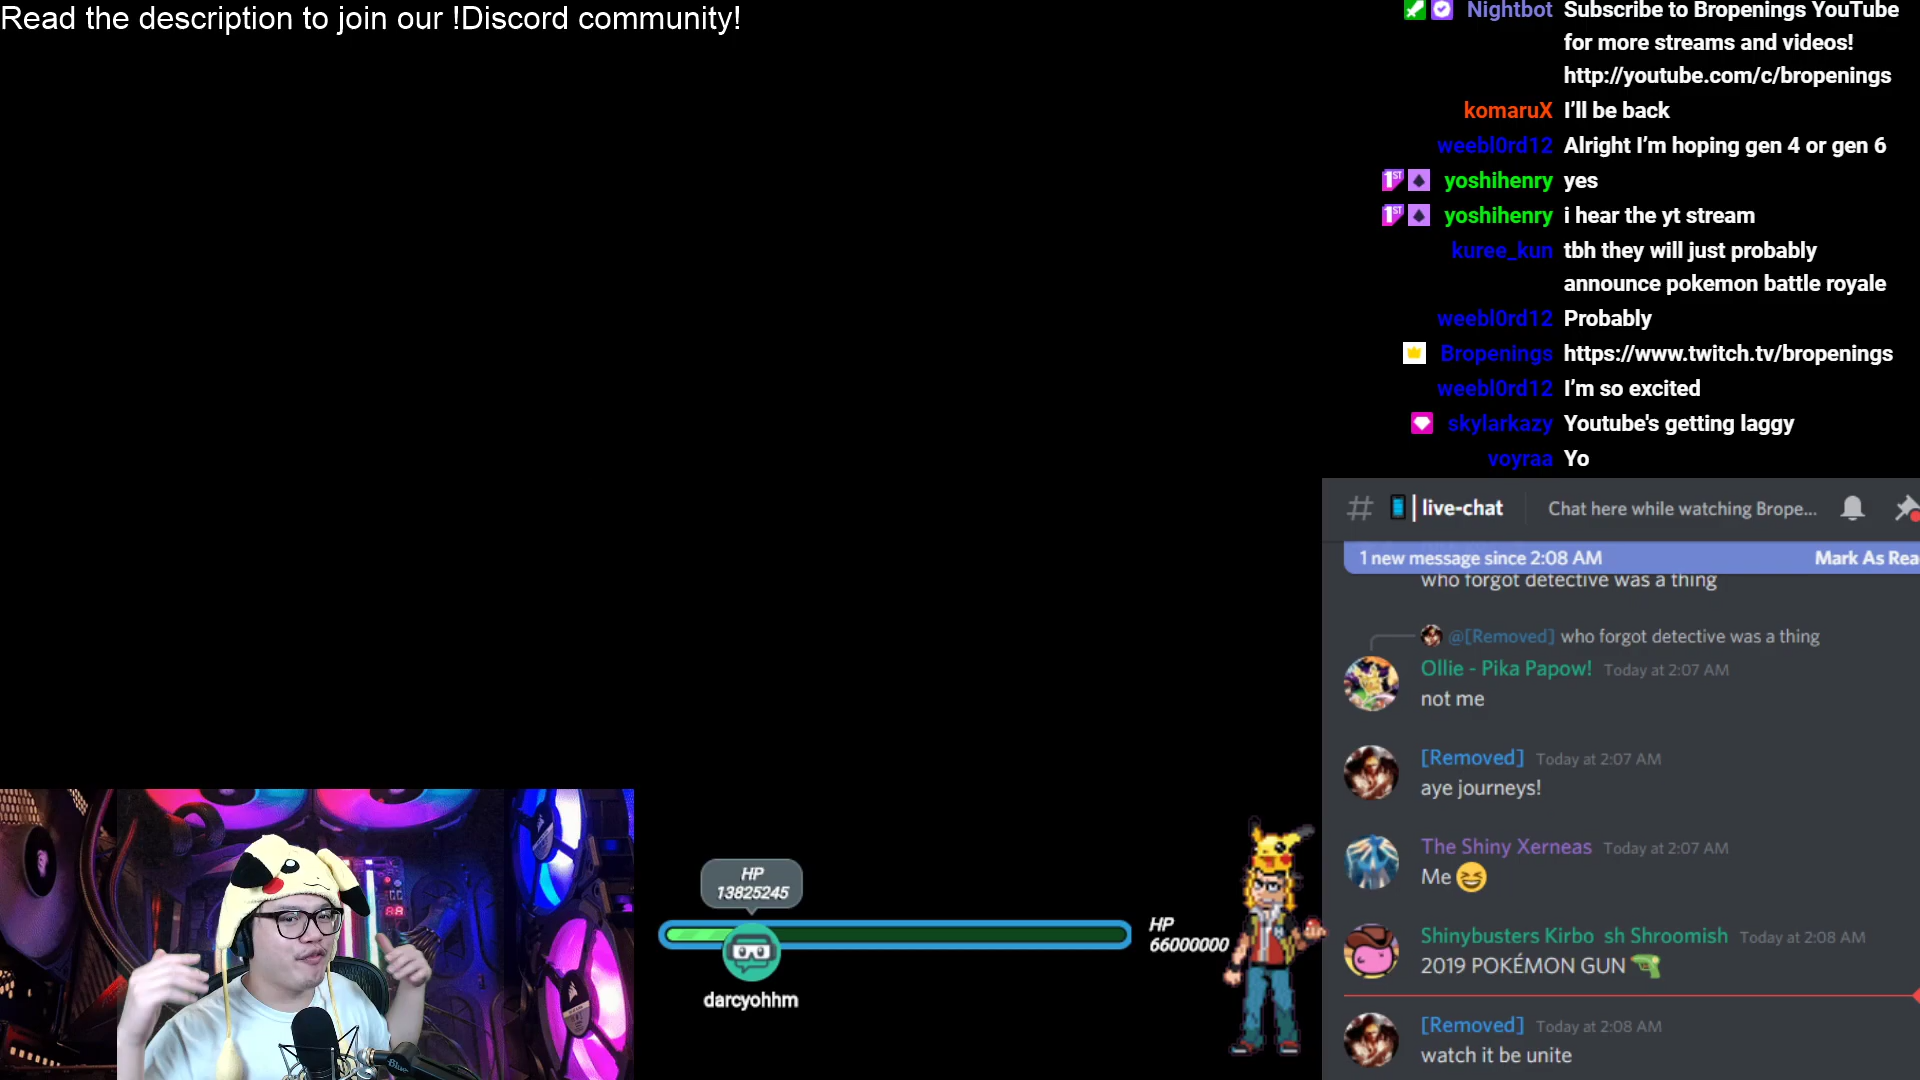 Read the description to join our !Discord community!
Nightbot Subscribe to Bropenings YouTube
for more streams and videos!
http://youtube.com/c/bropenings
komaruX I’ll be back
weebl0rd12 Alright I’m hoping gen 4 or gen 6
1ST yoshihenry yes
1ST yoshihenry i hear the yt stream
kuree_kun tbh they will just probably
announce pokemon battle royale
weebl0rd12 Probably
Bropenings https://www.twitch.tv/bropenings
weebl0rd12 I’m so excited
skylarkazy Youtube's getting laggy
voyraa Yo
# | live-chat Chat here while watching Brope...
1 new message since 2:08 AM Mark As Rea
who forgot detective was a thing
@[Removed] who forgot detective was a thing
Ollie - Pika Papow! Today at 2:07 AM
not me
[Removed] Today at 2:07 AM
aye journeys!
The Shiny Xerneas Today at 2:07 AM
Me 😆
Shinybusters Kirbo sh Shroomish Today at 2:08 AM
2019 POKÉMON GUN 🔫
[Removed] Today at 2:08 AM
watch it be unite
HP
13825245
HP
66000000
darcyohhm